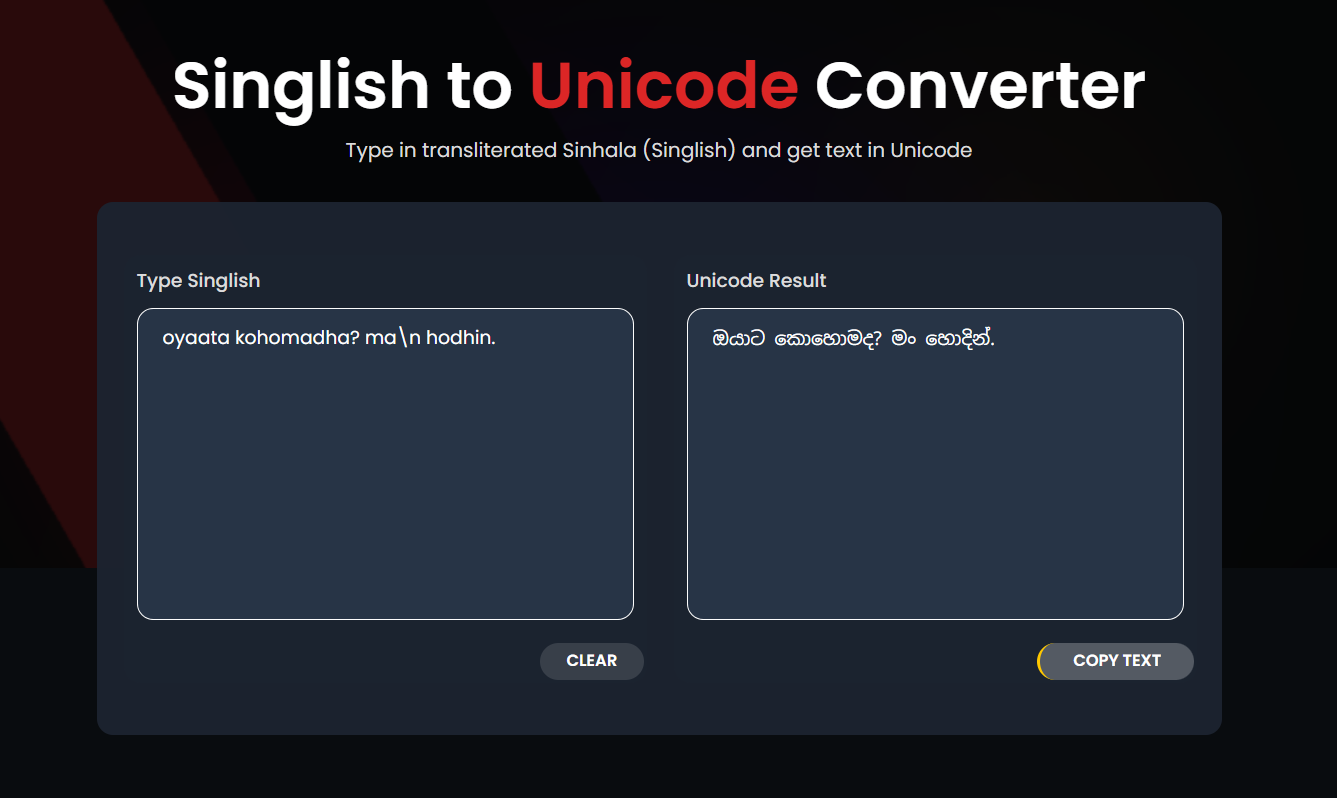 Singlish to Unicode Converter
Type in transliterated Sinhala (Singlish) and get text in Unicode
Type Singlish
oyaata kohomadha? ma\n hodhin.
CLEAR
Unicode Result
ඔයාට කොහොමද? මං හොදින්.
COPY TEXT